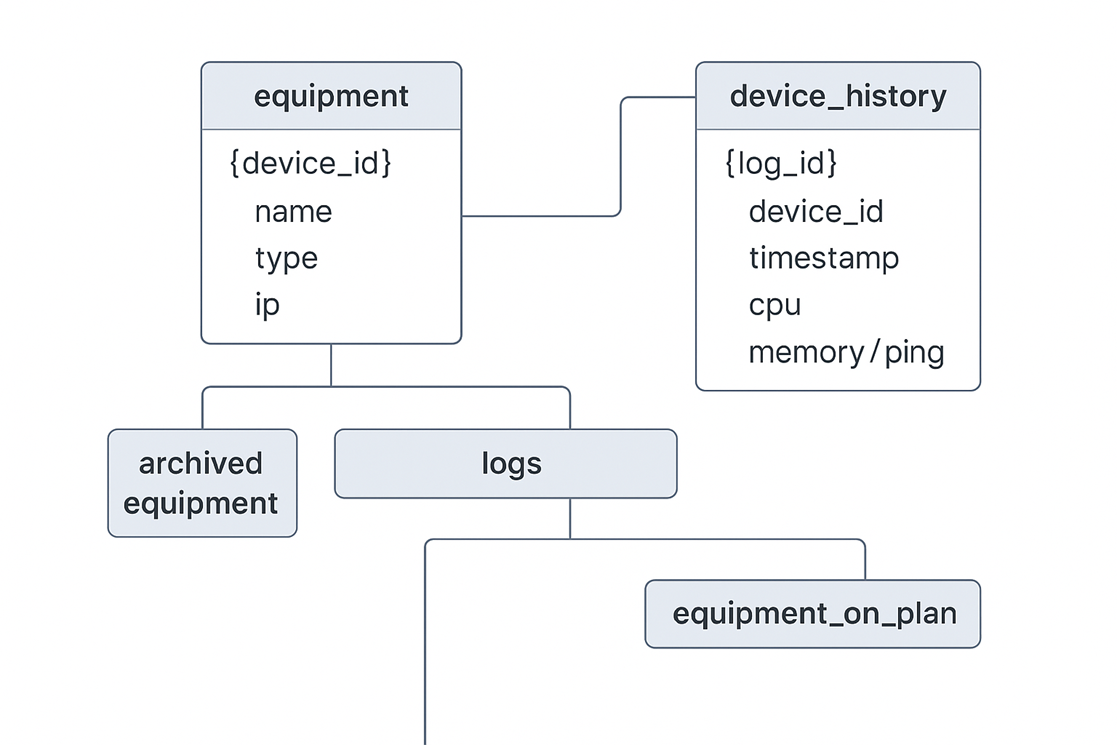 equipment
{device_id}
name
type
ip
device_history
{log_id}
device_id
timestamp
cpu
memory/ping
archived
equipment
logs
equipment_on_plan